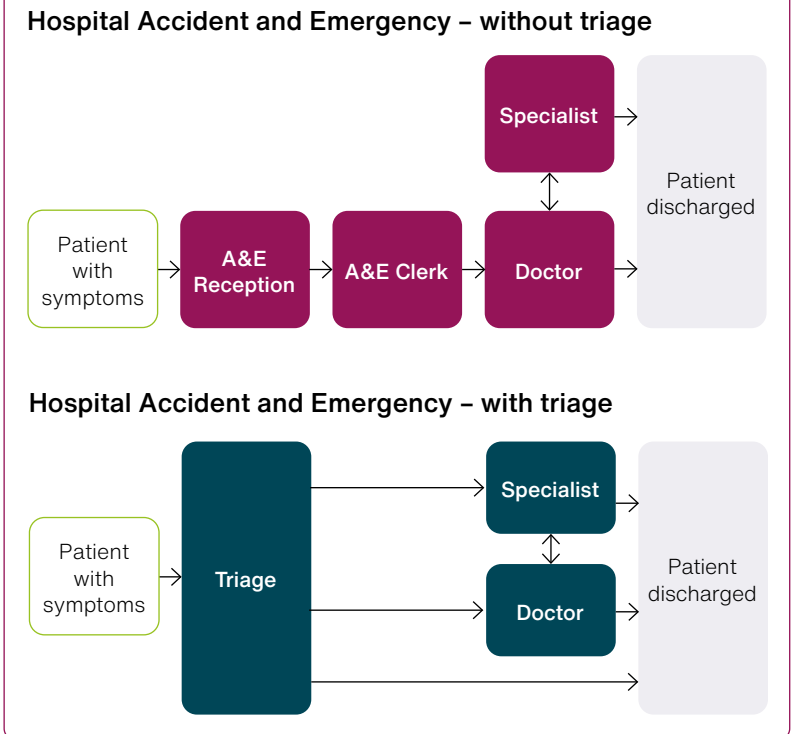 Hospital Accident and Emergency – without triage
Specialist
Patient
discharged
Patient
with
symptoms
A&E
Reception
A&E Clerk
Doctor
Hospital Accident and Emergency – with triage
Patient
with
symptoms
Triage
Specialist
Doctor
Patient
discharged